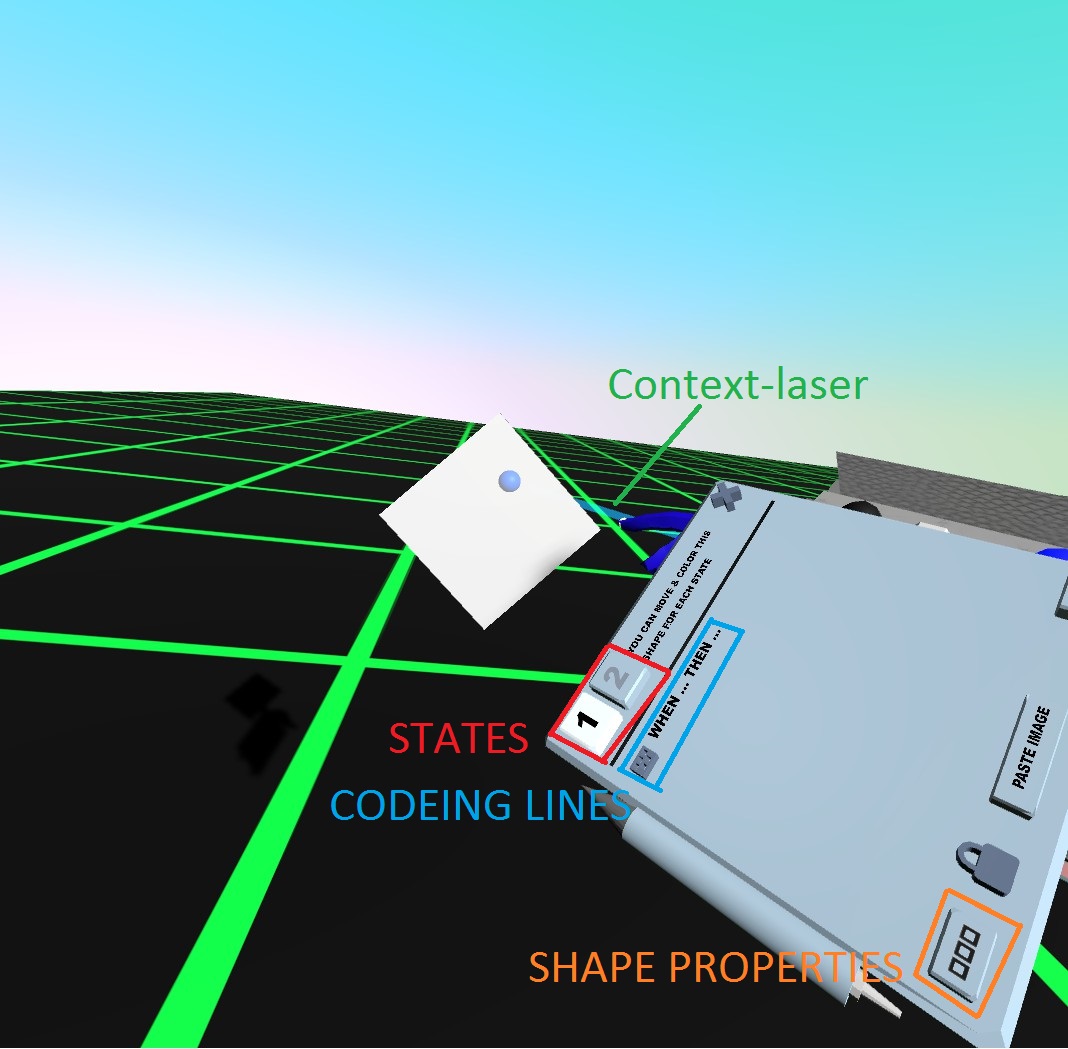 Context-laser
YOU CAN MOVE & COLOR THIS
SHAPE FOR EACH STATE
1 2
WHEN ... THEN ...
STATES
CODEING LINES
PASTE IMAGE
SHAPE PROPERTIES